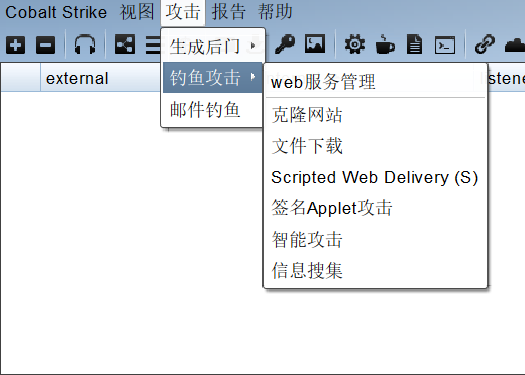 Cobalt Strike 视图 攻击 报告 帮助
生成后门
external
钓鱼攻击
邮件钓鱼
web服务管理
克隆网站
文件下载
Scripted Web Delivery (S)
签名Applet攻击
智能攻击
信息搜集